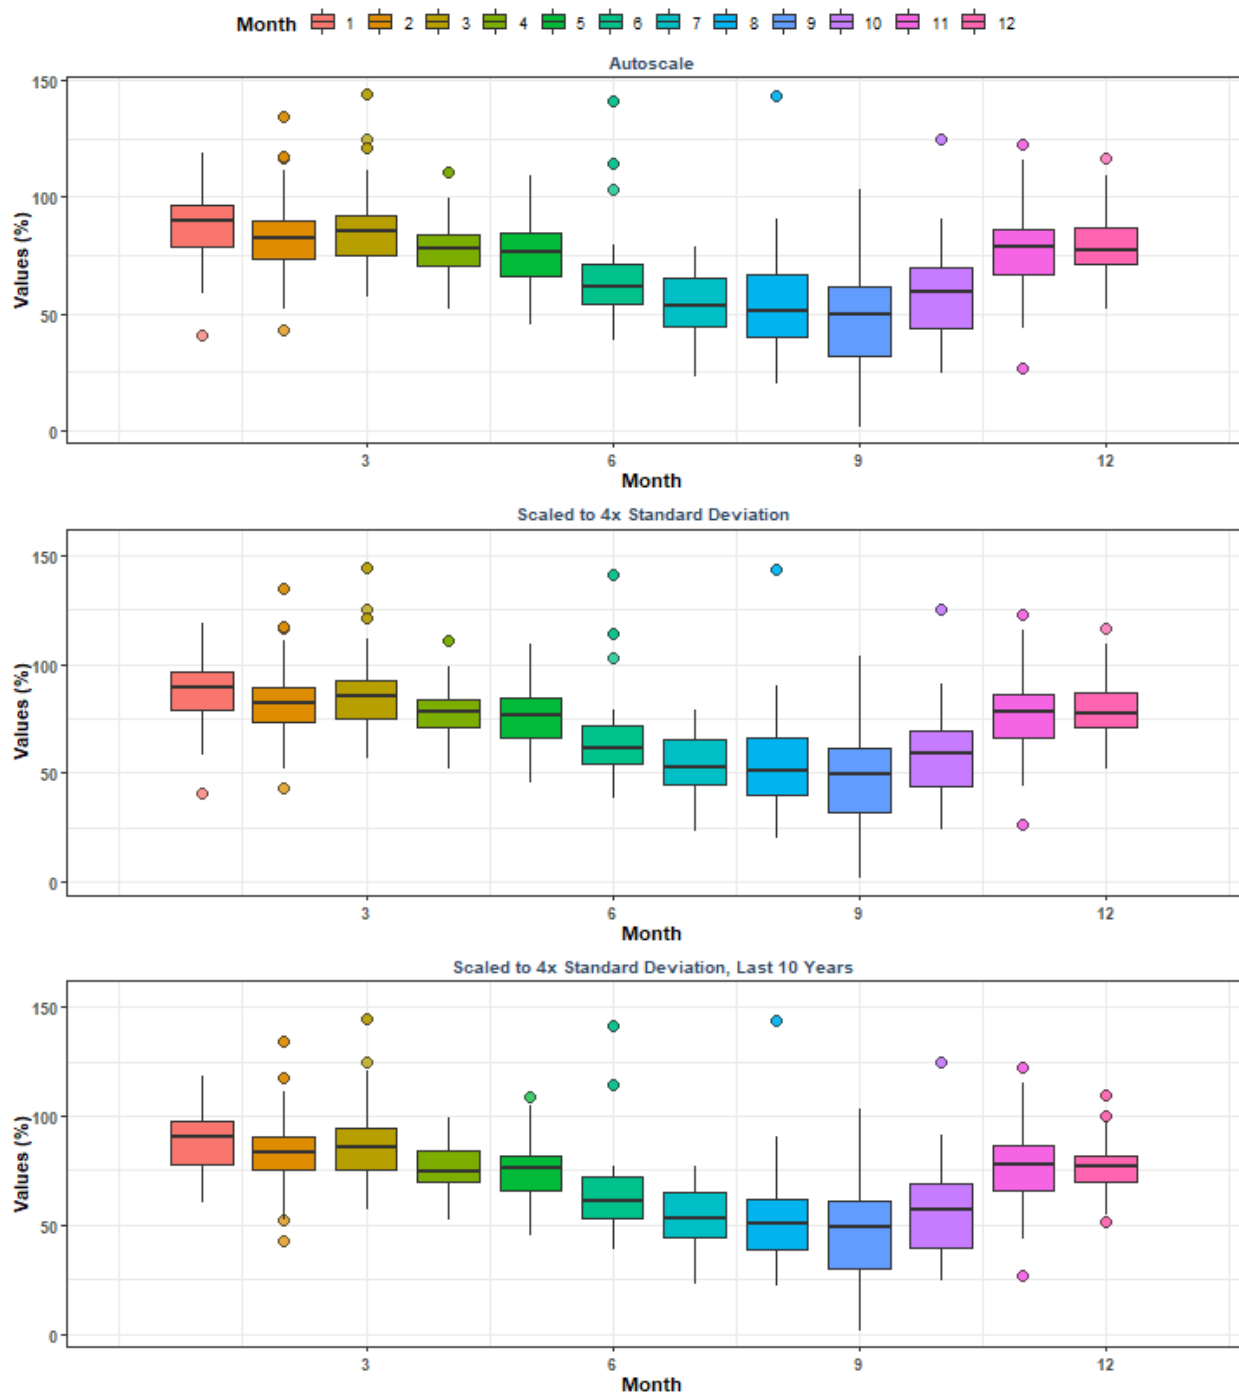 Month 1 2 3 4 5 6 7 8 9 10 11 12
Autoscale
Values (%)
150
100
50
0
3 6 9 12
Month
Scaled to 4x Standard Deviation
Values (%)
150
100
50
0
3 6 9 12
Month
Scaled to 4x Standard Deviation, Last 10 Years
Values (%)
150
100
50
0
3 6 9 12
Month